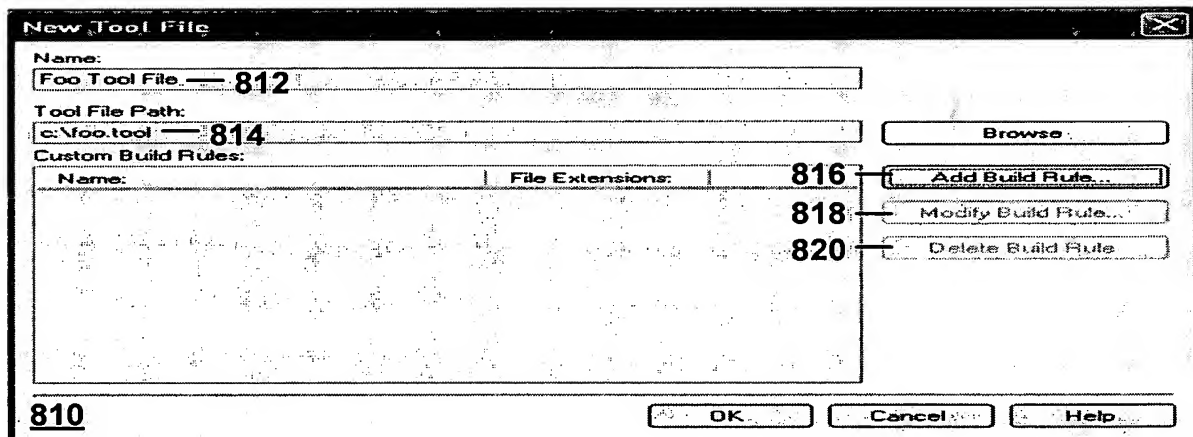 New Tool File
Name:
Foo Tool File 812
Tool File Path:
c:\foo.tool 814
Browse
Custom Build Rules:
Name: File Extensions:
816 Add Build Rule...
818 Modify Build Rule...
820 Delete Build Rule
810
OK Cancel Help